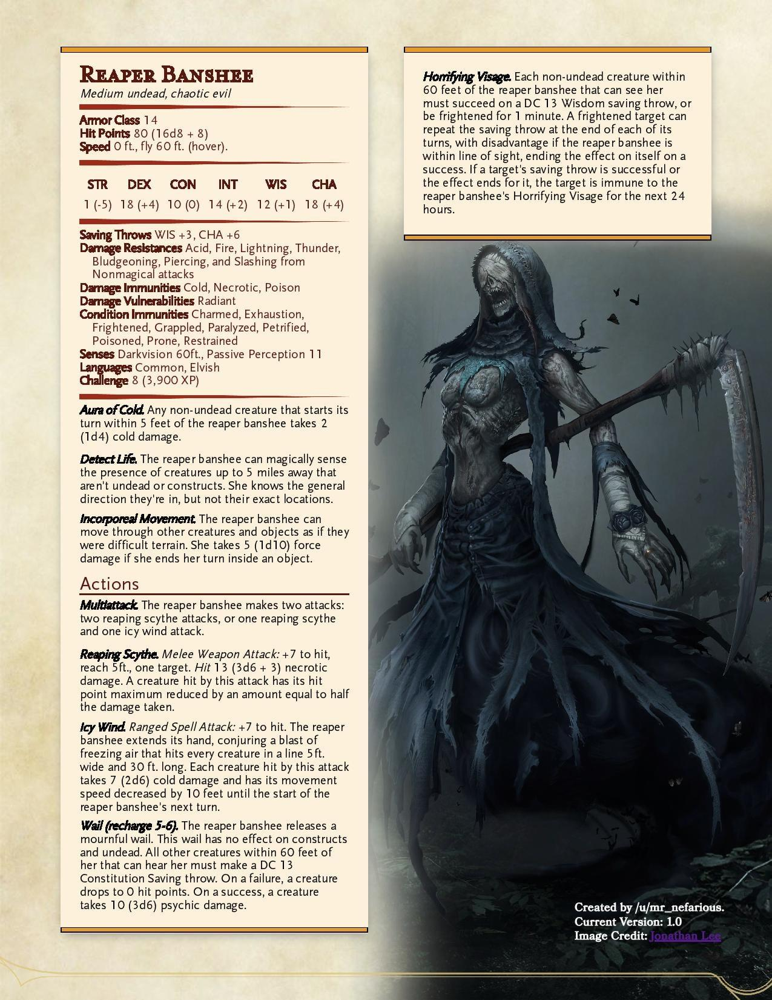 Reaper Banshee
Medium undead, chaotic evil
Armor Class 14
Hit Points 80 (16d8 + 8)
Speed 0 ft., fly 60 ft. (hover).
STR DEX CON INT WIS CHA
1 (-5) 18 (+4) 10 (0) 14 (+2) 12 (+1) 18 (+4)
Saving Throws WIS +3, CHA +6
Damage Resistances Acid, Fire, Lightning, Thunder,
Bludgeoning, Piercing, and Slashing from
Nonmagical attacks
Damage Immunities Cold, Necrotic, Poison
Damage Vulnerabilities Radiant
Condition Immunities Charmed, Exhaustion,
Frightened, Grappled, Paralyzed, Petrified,
Poisoned, Prone, Restrained
Senses Darkvision 60ft., Passive Perception 11
Languages Common, Elvish
Challenge 8 (3,900 XP)
Aura of Cold. Any non-undead creature that starts its
turn within 5 feet of the reaper banshee takes 2
(1d4) cold damage.
Detect Life. The reaper banshee can magically sense
the presence of creatures up to 5 miles away that
aren't undead or constructs. She knows the general
direction they're in, but not their exact locations.
Incorporeal Movement. The reaper banshee can
move through other creatures and objects as if they
were difficult terrain. She takes 5 (1d10) force
damage if she ends her turn inside an object.
Actions
Multiattack. The reaper banshee makes two attacks:
two reaping scythe attacks, or one reaping scythe
and one icy wind attack.
Reaping Scythe. Melee Weapon Attack: +7 to hit,
reach 5ft., one target. Hit 13 (3d6 + 3) necrotic
damage. A creature hit by this attack has its hit
point maximum reduced by an amount equal to half
the damage taken.
Icy Wind. Ranged Spell Attack: +7 to hit. The reaper
banshee extends its hand, conjuring a blast of
freezing air that hits every creature in a line 5ft.
wide and 30 ft. long. Each creature hit by this attack
takes 7 (2d6) cold damage and has its movement
speed decreased by 10 feet until the start of the
reaper banshee's next turn.
Wail (recharge 5-6). The reaper banshee releases a
mournful wail. This wail has no effect on constructs
and undead. All other creatures within 60 feet of
her that can hear her must make a DC 13
Constitution Saving throw. On a failure, a creature
drops to 0 hit points. On a success, a creature
takes 10 (3d6) psychic damage.
Horrifying Visage. Each non-undead creature within
60 feet of the reaper banshee that can see her
must succeed on a DC 13 Wisdom saving throw, or
be frightened for 1 minute. A frightened target can
repeat the saving throw at the end of each of its
turns, with disadvantage if the reaper banshee is
within line of sight, ending the effect on itself on a
success. If a target's saving throw is successful or
the effect ends for it, the target is immune to the
reaper banshee's Horrifying Visage for the next 24
hours.
Created by /u/mr_nefarious.
Current Version: 1.0
Image Credit: Jonathan Lee